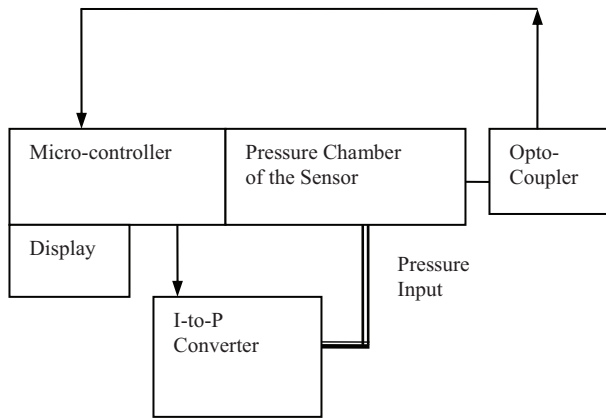 Micro-controller
Pressure Chamber
of the Sensor
Opto-
Coupler
Display
Pressure
Input
I-to-P
Converter